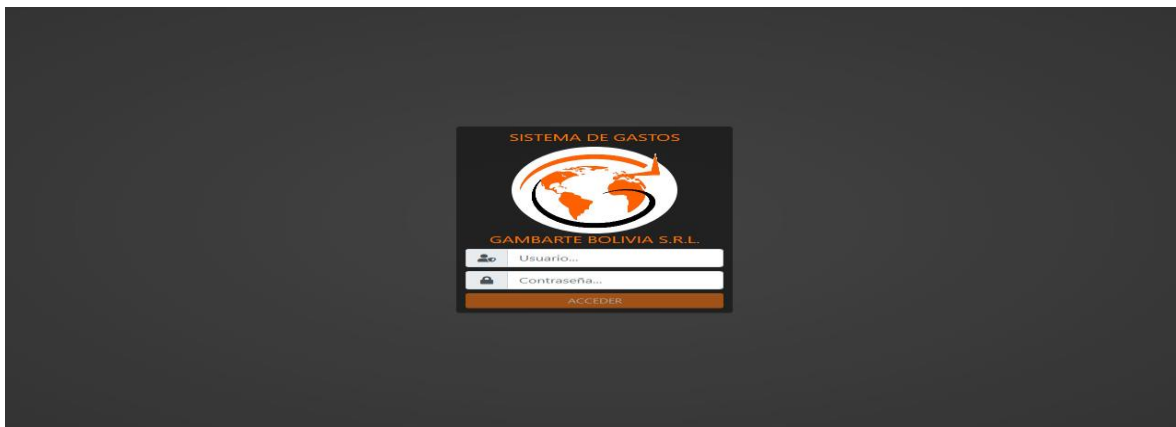 SISTEMA DE GASTOS
GAMBARTE BOLIVIA S.R.L.
Usuario...
Contraseña...
ACCEDER